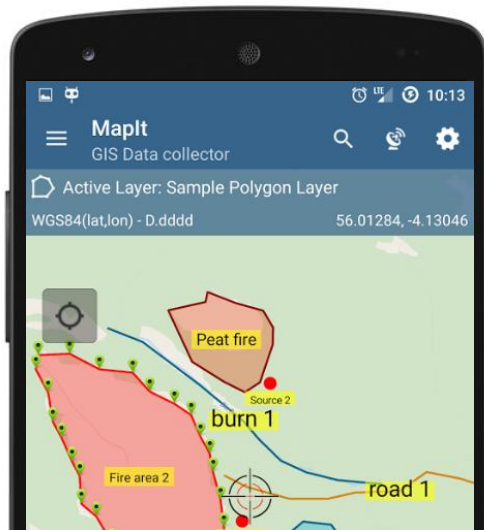 LTE
10:13
MapIt
GIS Data collector
Active Layer: Sample Polygon Layer
WGS84(lat,lon) - D.dddd
56.01284, -4.13046
Peat fire
Source 2
burn 1
Fire area 2
road 1